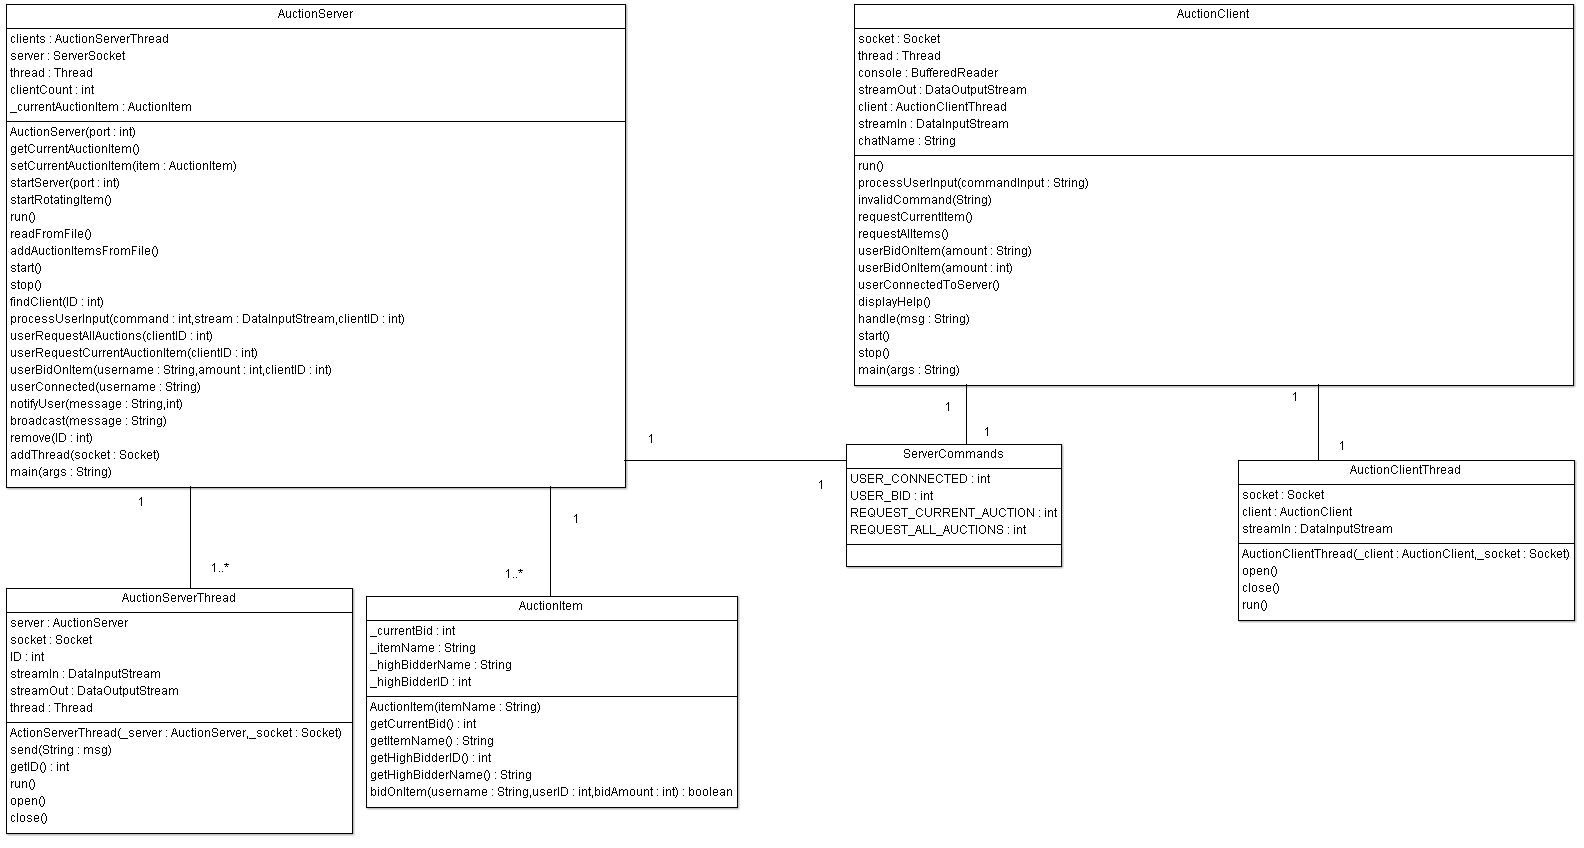 AuctionServer
clients : AuctionServerThread
server : ServerSocket
thread : Thread
clientCount : int
_currentAuctionItem : AuctionItem
AuctionServer(port : int)
getCurrentAuctionItem()
setCurrentAuctionItem(item : AuctionItem)
startServer(port : int)
startRotatingItem()
run()
readFromFile()
addAuctionItemsFromFile()
start()
stop()
findClient(ID : int)
processUserInput(command : int,stream : DataInputStream,clientID : int)
userRequestAllAuctions(clientID : int)
userRequestCurrentAuctionItem(clientID : int)
userBidOnItem(username : String,amount : int,clientID : int)
userConnected(username : String)
notifyUser(message : String,int)
broadcast(message : String)
remove(ID : int)
addThread(socket : Socket)
main(args : String)
AuctionClient
socket : Socket
thread : Thread
console : BufferedReader
streamOut : DataOutputStream
client : AuctionClientThread
streamIn : DataInputStream
chatName : String
run()
processUserInput(commandInput : String)
invalidCommand(String)
requestCurrentItem()
requestAllItems()
userBidOnItem(amount : String)
userBidOnItem(amount : int)
userConnectedToServer()
displayHelp()
handle(msg : String)
start()
stop()
main(args : String)
1
1
1
1
1
1
ServerCommands
USER_CONNECTED : int
USER_BID : int
REQUEST_CURRENT_AUCTION : int
REQUEST_ALL_AUCTIONS : int
AuctionClientThread
socket : Socket
client : AuctionClient
streamIn : DataInputStream
AuctionClientThread(_client : AuctionClient,_socket : Socket)
open()
close()
run()
1
1..*
1
1..*
AuctionServerThread
server : AuctionServer
socket : Socket
ID : int
streamIn : DataInputStream
streamOut : DataOutputStream
thread : Thread
ActionServerThread(_server : AuctionServer,_socket : Socket)
send(String : msg)
getID() : int
run()
open()
close()
AuctionItem
_currentBid : int
_itemName : String
_highBidderName : String
_highBidderID : int
AuctionItem(itemName : String)
getCurrentBid() : int
getItemName() : String
getHighBidderID() : int
getHighBidderName() : String
bidOnItem(username : String,userID : int,bidAmount : int) : boolean